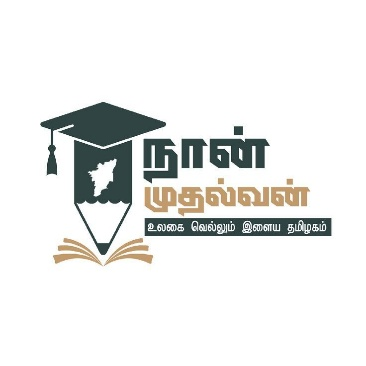 நான்
முதல்வன்
உலகை வெல்லும் இளைய தமிழகம்